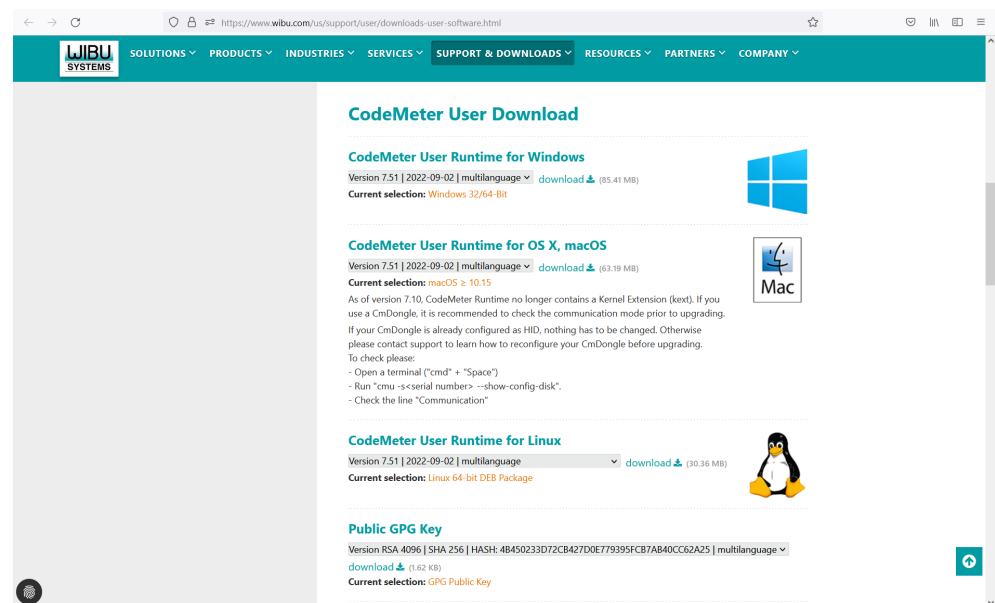 https://www.wibu.com/us/support/user/downloads-user-software.html
WIBU
SYSTEMS
SOLUTIONS PRODUCTS INDUSTRIES SERVICES SUPPORT & DOWNLOADS RESOURCES PARTNERS COMPANY
CodeMeter User Download
CodeMeter User Runtime for Windows
Version 7.51 | 2022-09-02 | multilanguage download (85.41 MB)
Current selection: Windows 32/64-Bit
CodeMeter User Runtime for OS X, macOS
Version 7.51 | 2022-09-02 | multilanguage download (63.19 MB)
Current selection: macOS ≥ 10.15
Mac
As of version 7.10, CodeMeter Runtime no longer contains a Kernel Extension (kext). If you
use a CmDongle, it is recommended to check the communication mode prior to upgrading.
If your CmDongle is already configured as HID, nothing has to be changed. Otherwise
please contact support to learn how to reconfigure your CmDongle before upgrading.
To check please:
- Open a terminal ("cmd" + "Space")
- Run "cmu -s<serial number> --show-config-disk".
- Check the line "Communication"
CodeMeter User Runtime for Linux
Version 7.51 | 2022-09-02 | multilanguage download (30.36 MB)
Current selection: Linux 64-bit DEB Package
Public GPG Key
Version RSA 4096 | SHA 256 | HASH: 4B450233D72CB427D0E779395FCB7AB40CC62A25 | multilanguage
download (1.62 KB)
Current selection: GPG Public Key